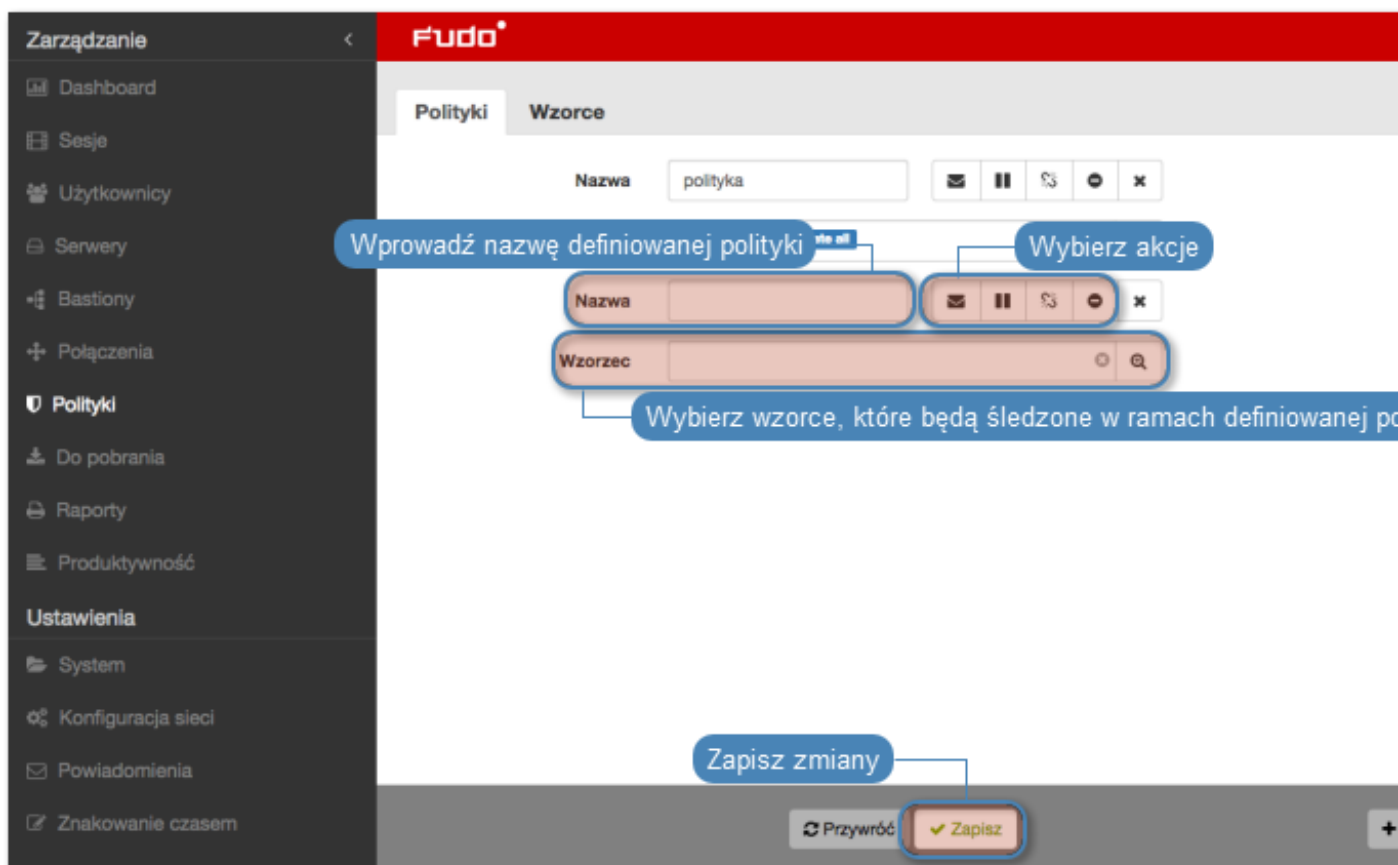 Zarządzanie
Fudo
Dashboard
Sesje
Użytkownicy
Serwery
Bastiony
Połączenia
Polityki
Do pobrania
Raporty
Produktywność
Ustawienia
System
Konfiguracja sieci
Powiadomienia
Znakowanie czasem
Polityki Wzorce
Nazwa polityka
all
Wprowadź nazwę definiowanej polityki
Wybierz akcje
Nazwa
Wzorzec
Wybierz wzorce, które będą śledzone w ramach definiowanej
Zapisz zmiany
Przywróć
Zapisz